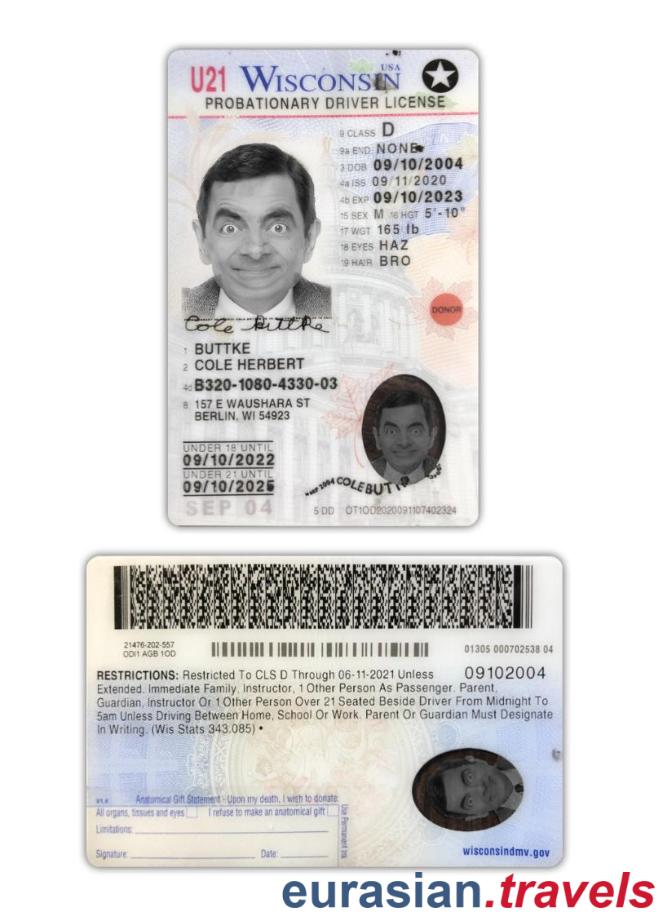 U21 WISCONSIN USA
PROBATIONARY DRIVER LICENSE
9 CLASS D
9a END NONE
3 DOB 09/10/2004
4a ISS 09/11/2020
4b EXP 09/10/2023
15 SEX M 16 HGT 5'-10"
17 WGT 165 lb
18 EYES HAZ
19 HAIR BRO
DONOR
Cole Buttke
1 BUTTKE
2 COLE HERBERT
4d B320-1080-4330-03
8 157 E WAUSHARA ST
BERLIN, WI 54923
UNDER 18 UNTIL
09/10/2022
UNDER 21 UNTIL
09/10/2025
SEP 04
5 DD OT1OD2020091107402324
21476-202-557
ODI1 AGB 1OD
01305 000702538 04
RESTRICTIONS: Restricted To CLS D Through 06-11-2021 Unless
09102004
Extended. Immediate Family, Instructor, 1 Other Person As Passenger. Parent,
Guardian, Instructor Or 1 Other Person Over 21 Seated Beside Driver From Midnight To
5am Unless Driving Between Home, School Or Work. Parent Or Guardian Must Designate
In Writing. (Wis Stats 343.085) •
Anatomical Gift Statement - Upon my death, I wish to donate:
All organs, tissues and eyes I refuse to make an anatomical gift
Limitations:
Signature: Date:
Use Permanent Ink
wisconsindmv.gov
eurasian.travels